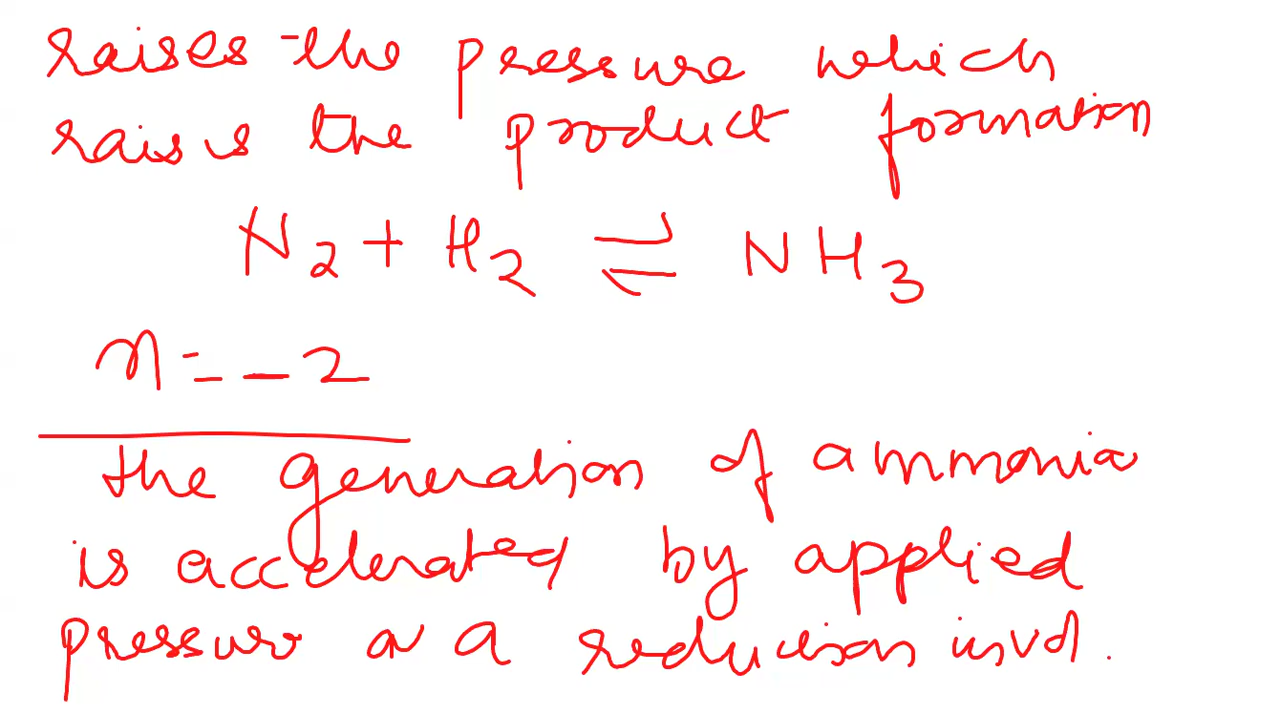 raises the pressure which
raises the product formation
N2 + H2 ⇌ NH3
n = - 2
the generation of ammonia
is accelerated by applied
pressure or a reduction in vol.